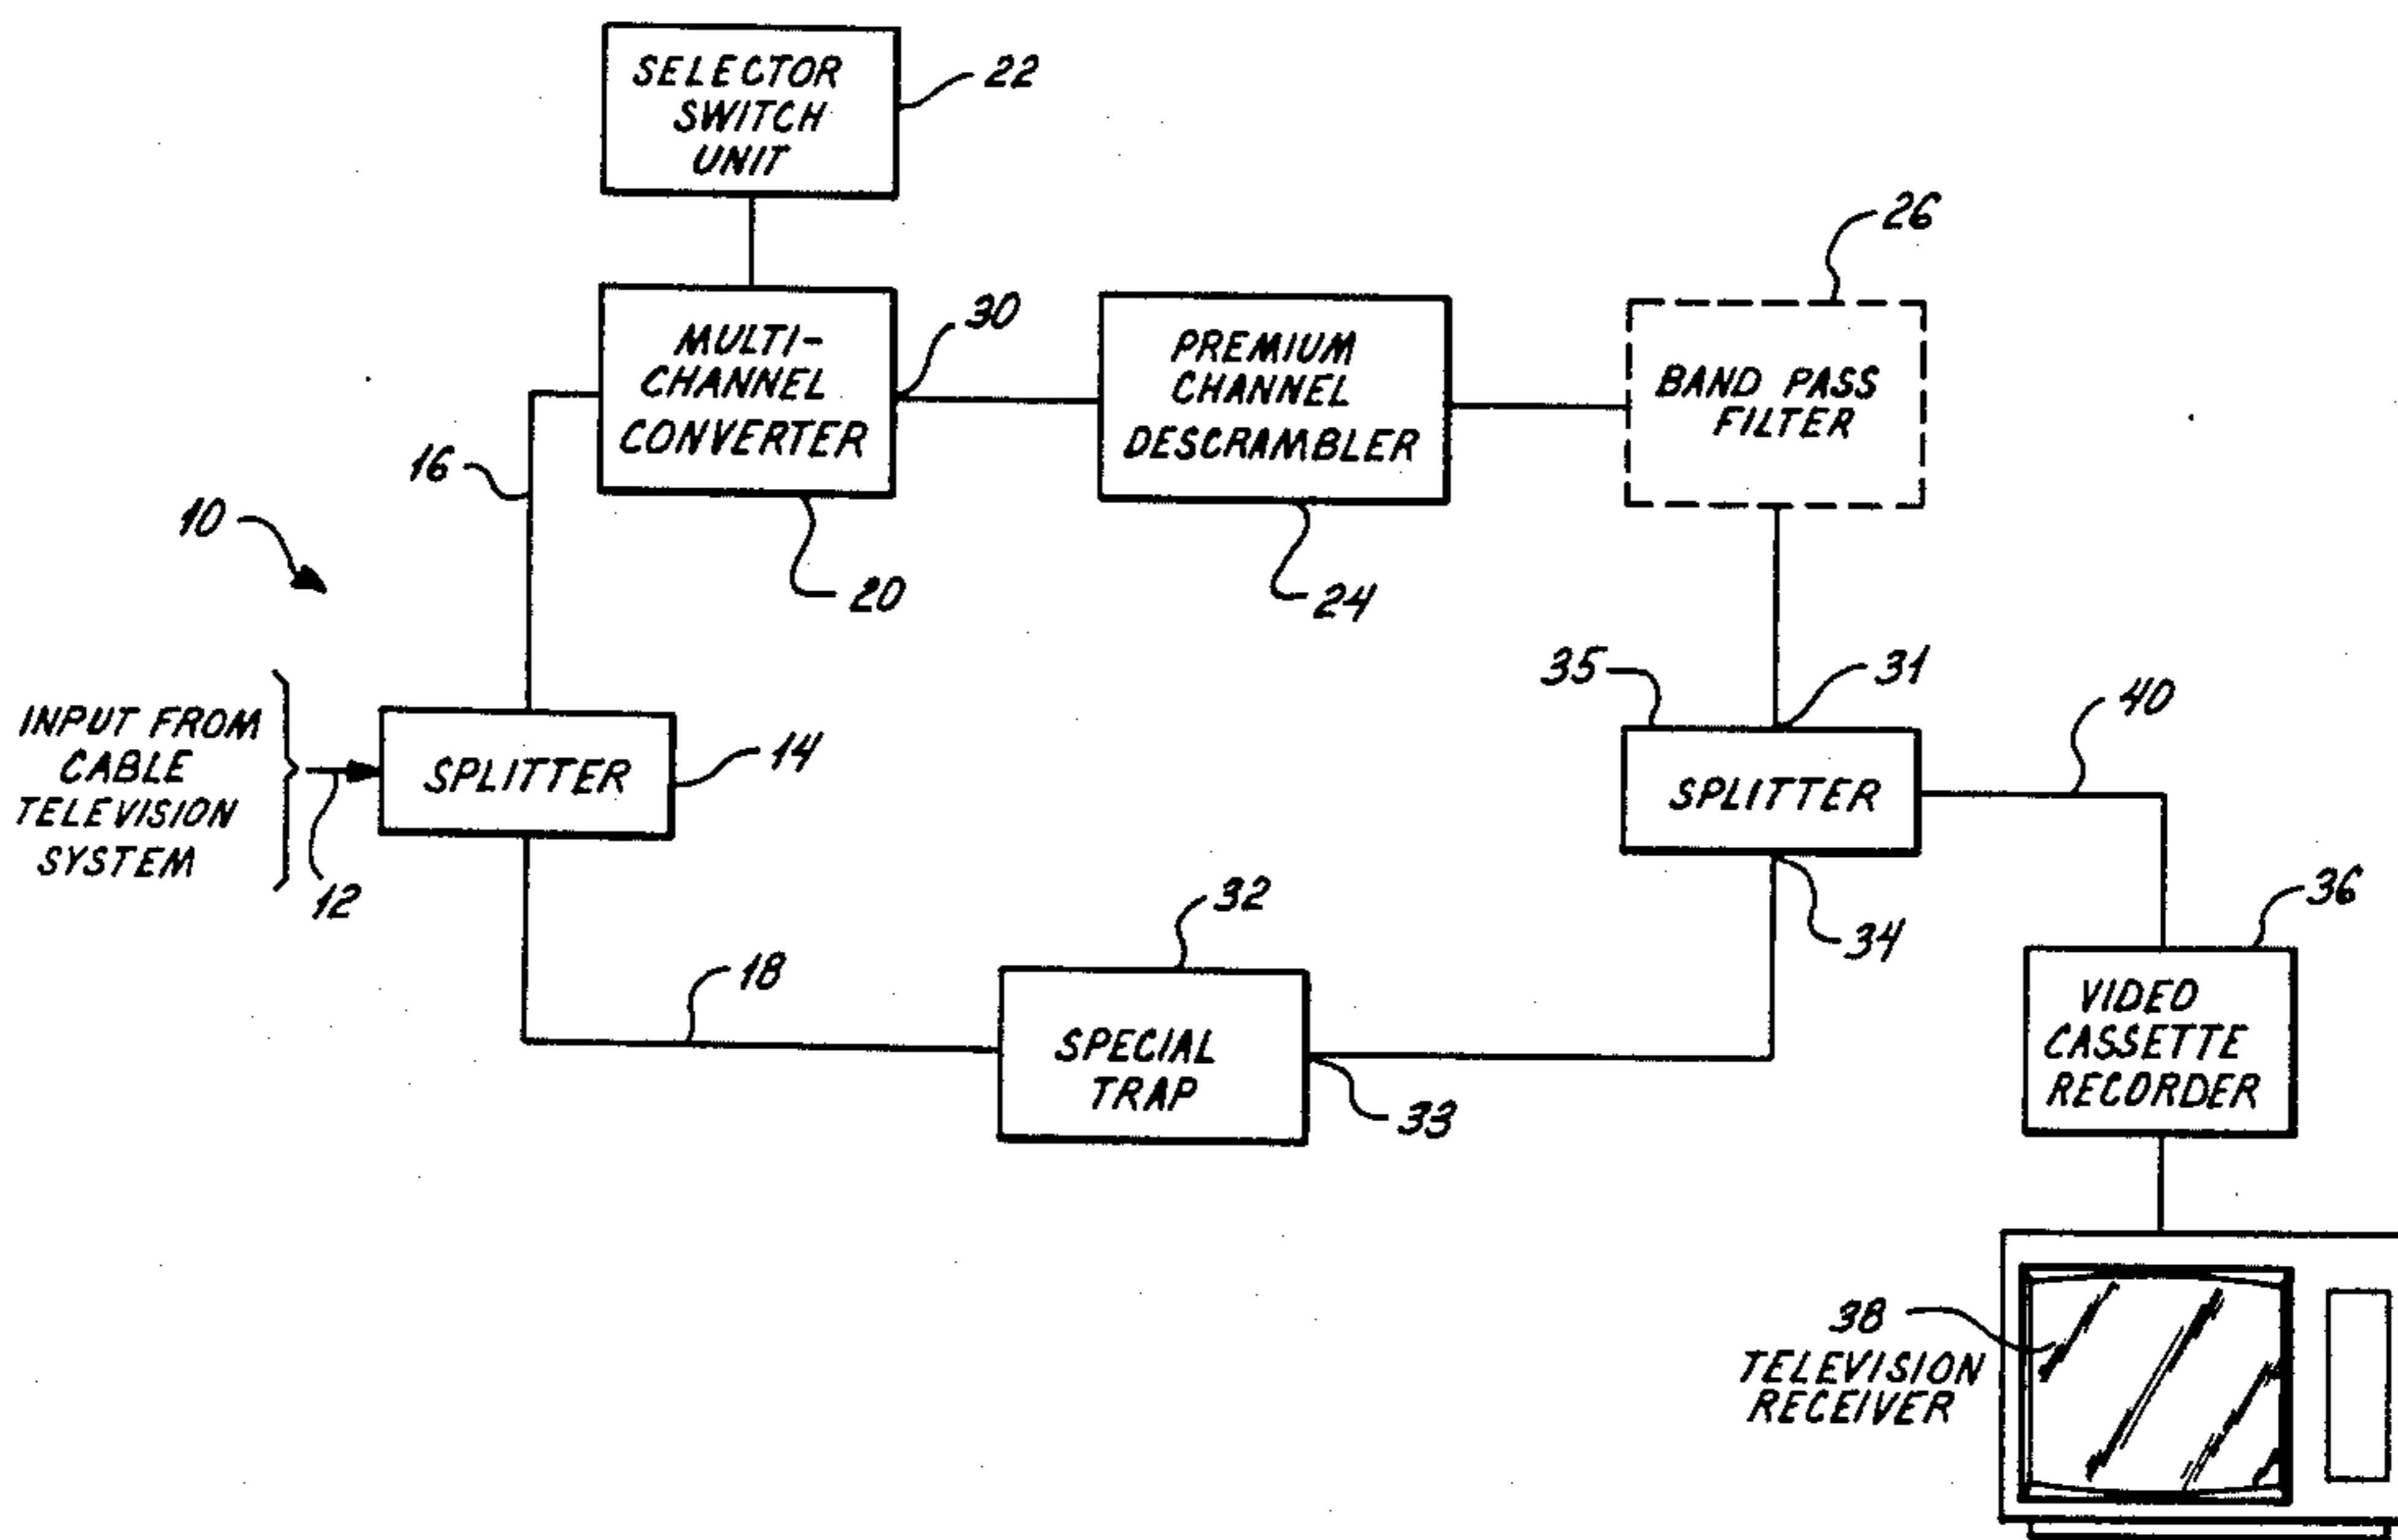 SELECTOR
SWITCH
UNIT
22
26
MULTI-
CHANNEL
CONVERTER
30
PREMIUM
CHANNEL
DESCRAMBLER
BAND PASS
FILTER
16
10
20
24
35
31
40
INPUT FROM
CABLE
TELEVISION
SYSTEM
12
SPLITTER
14
SPLITTER
34
36
32
18
SPECIAL
TRAP
33
VIDEO
CASSETTE
RECORDER
38
TELEVISION
RECEIVER